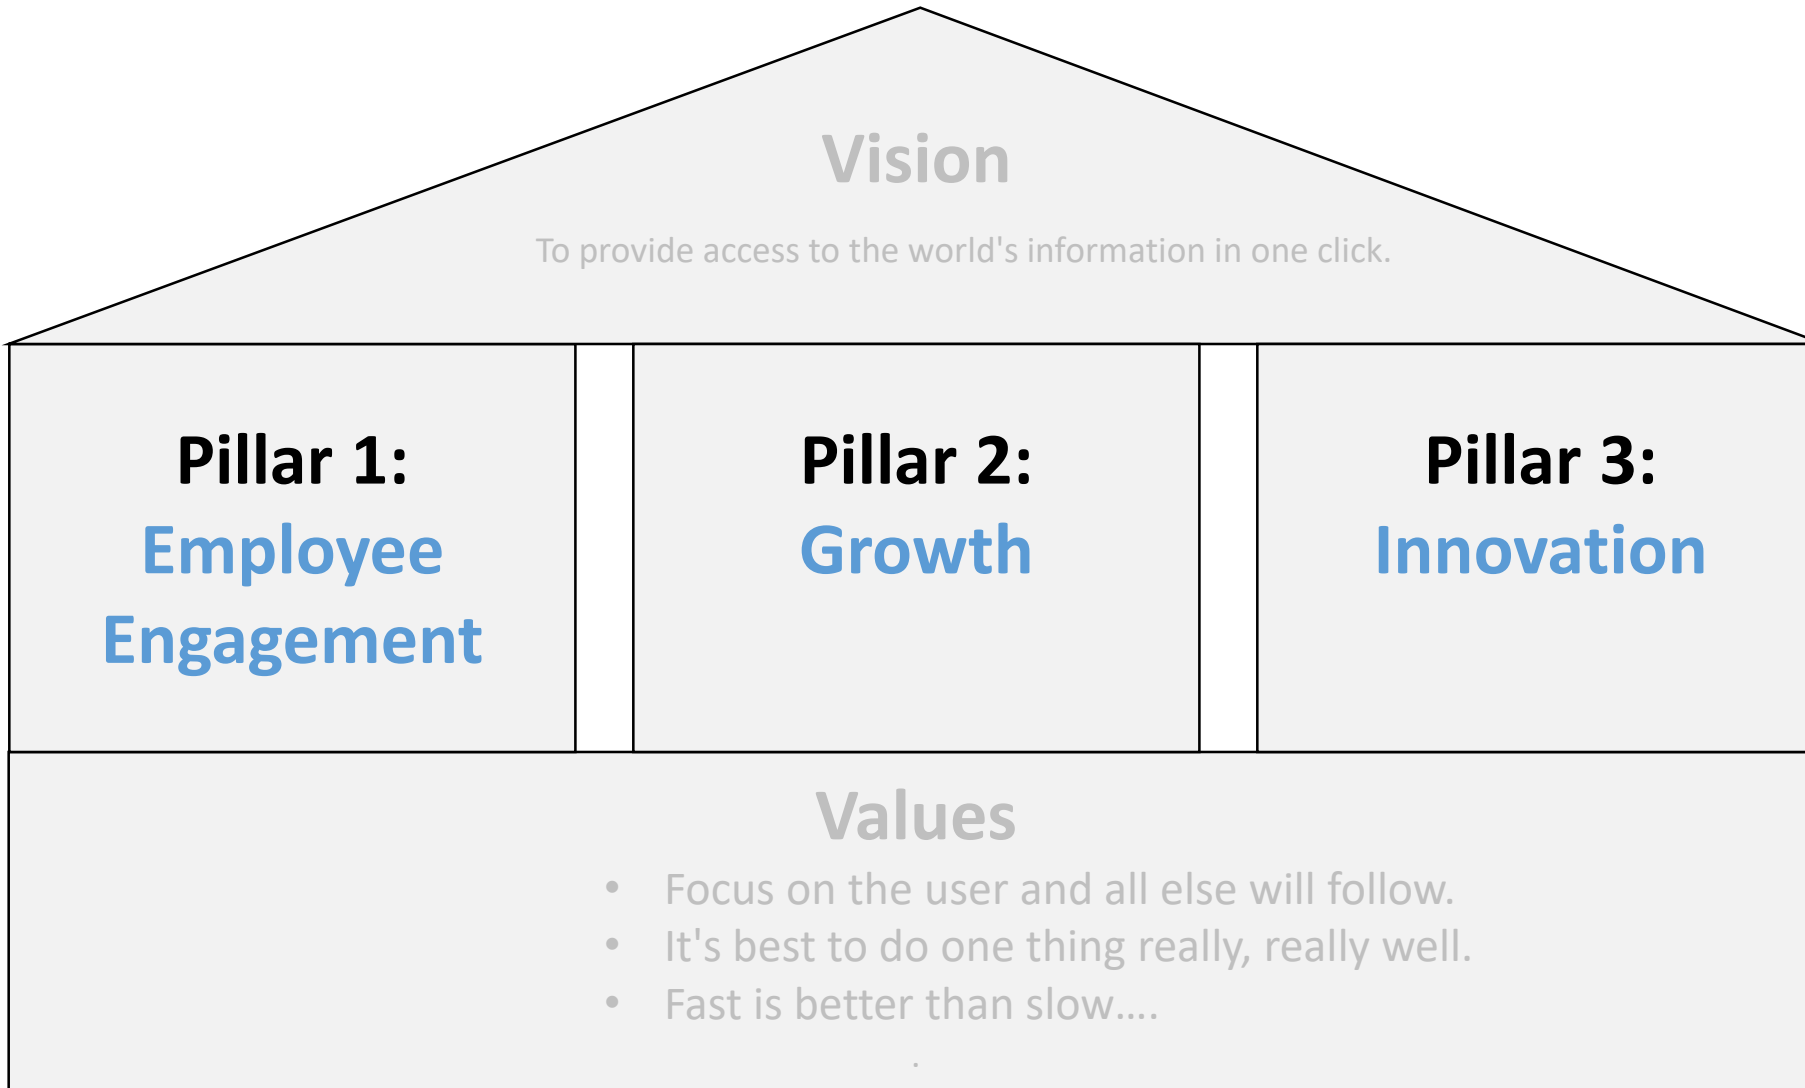 Vision
To provide access to the world's information in one click.
Pillar 1:
Employee
Engagement
Pillar 2:
Growth
Pillar 3:
Innovation
Values
• Focus on the user and all else will follow.
• It's best to do one thing really, really well.
• Fast is better than slow....
.